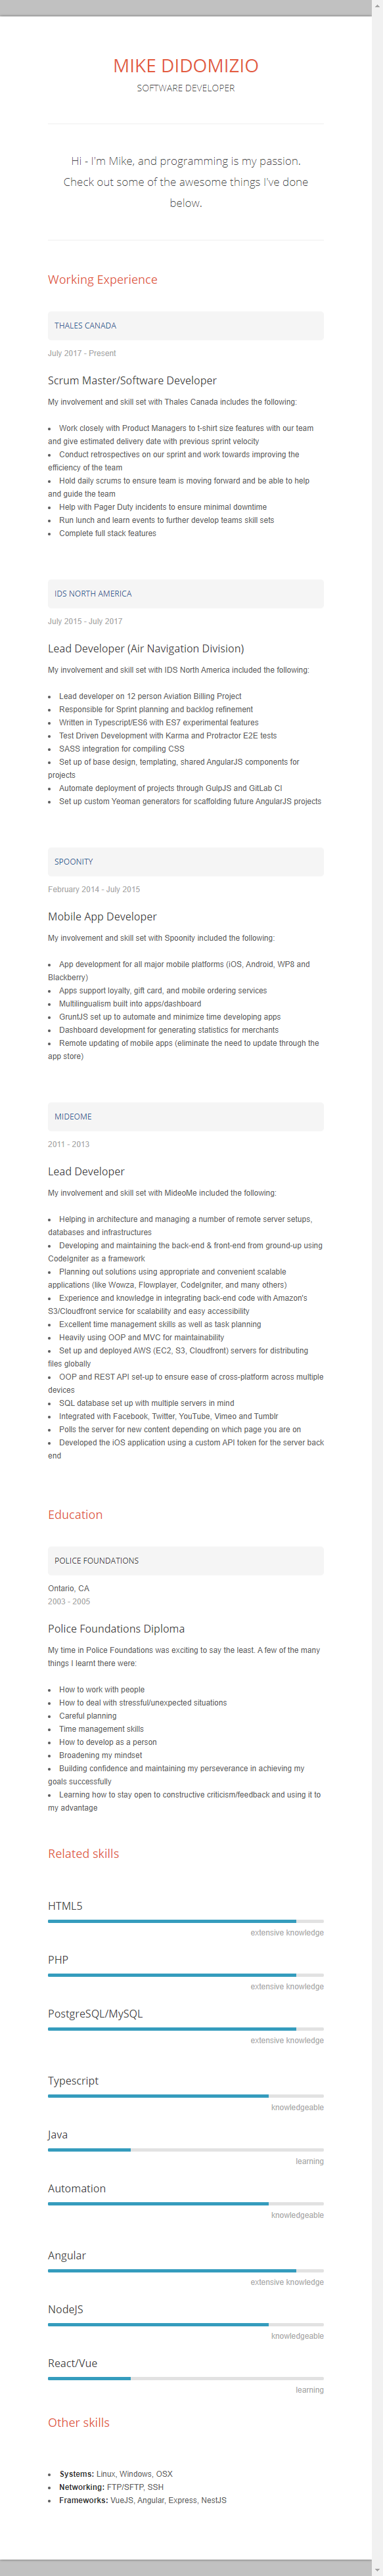 MIKE DIDOMIZIO
SOFTWARE DEVELOPER
Hi - I'm Mike, and programming is my passion.
Check out some of the awesome things I've done
below.
Working Experience
THALES CANADA
July 2017 - Present
Scrum Master/Software Developer
My involvement and skill set with Thales Canada includes the following:
• Work closely with Product Managers to t-shirt size features with our team
and give estimated delivery date with previous sprint velocity
• Conduct retrospectives on our sprint and work towards improving the
efficiency of the team
• Hold daily scrums to ensure team is moving forward and be able to help
and guide the team
• Help with Pager Duty incidents to ensure minimal downtime
• Run lunch and learn events to further develop teams skill sets
• Complete full stack features
IDS NORTH AMERICA
July 2015 - July 2017
Lead Developer (Air Navigation Division)
My involvement and skill set with IDS North America included the following:
• Lead developer on 12 person Aviation Billing Project
• Responsible for Sprint planning and backlog refinement
• Written in Typescript/ES6 with ES7 experimental features
• Test Driven Development with Karma and Protractor E2E tests
• SASS integration for compiling CSS
• Set up of base design, templating, shared AngularJS components for
projects
• Automate deployment of projects through GulpJS and GitLab CI
• Set up custom Yeoman generators for scaffolding future AngularJS projects
SPOONITY
February 2014 - July 2015
Mobile App Developer
My involvement and skill set with Spoonity included the following:
• App development for all major mobile platforms (iOS, Android, WP8 and
Blackberry)
• Apps support loyalty, gift card, and mobile ordering services
• Multilingualism built into apps/dashboard
• GruntJS set up to automate and minimize time developing apps
• Dashboard development for generating statistics for merchants
• Remote updating of mobile apps (eliminate the need to update through the
app store)
MIDEOME
2011 - 2013
Lead Developer
My involvement and skill set with MideoMe included the following:
• Helping in architecture and managing a number of remote server setups,
databases and infrastructures
• Developing and maintaining the back-end & front-end from ground-up using
CodeIgniter as a framework
• Planning out solutions using appropriate and convenient scalable
applications (like Wowza, Flowplayer, CodeIgniter, and many others)
• Experience and knowledge in integrating back-end code with Amazon's
S3/Cloudfront service for scalability and easy accessibility
• Excellent time management skills as well as task planning
• Heavily using OOP and MVC for maintainability
• Set up and deployed AWS (EC2, S3, Cloudfront) servers for distributing
files globally
• OOP and REST API set-up to ensure ease of cross-platform across multiple
devices
• SQL database set up with multiple servers in mind
• Integrated with Facebook, Twitter, YouTube, Vimeo and Tumblr
• Polls the server for new content depending on which page you are on
• Developed the iOS application using a custom API token for the server back
end
Education
POLICE FOUNDATIONS
Ontario, CA
2003 - 2005
Police Foundations Diploma
My time in Police Foundations was exciting to say the least. A few of the many
things I learnt there were:
• How to work with people
• How to deal with stressful/unexpected situations
• Careful planning
• Time management skills
• How to develop as a person
• Broadening my mindset
• Building confidence and maintaining my perseverance in achieving my
goals successfully
• Learning how to stay open to constructive criticism/feedback and using it to
my advantage
Related skills
HTML5
extensive knowledge
PHP
extensive knowledge
PostgreSQL/MySQL
extensive knowledge
Typescript
knowledgeable
Java
learning
Automation
knowledgeable
Angular
extensive knowledge
NodeJS
knowledgeable
React/Vue
learning
Other skills
• Systems: Linux, Windows, OSX
• Networking: FTP/SFTP, SSH
• Frameworks: VueJS, Angular, Express, NestJS